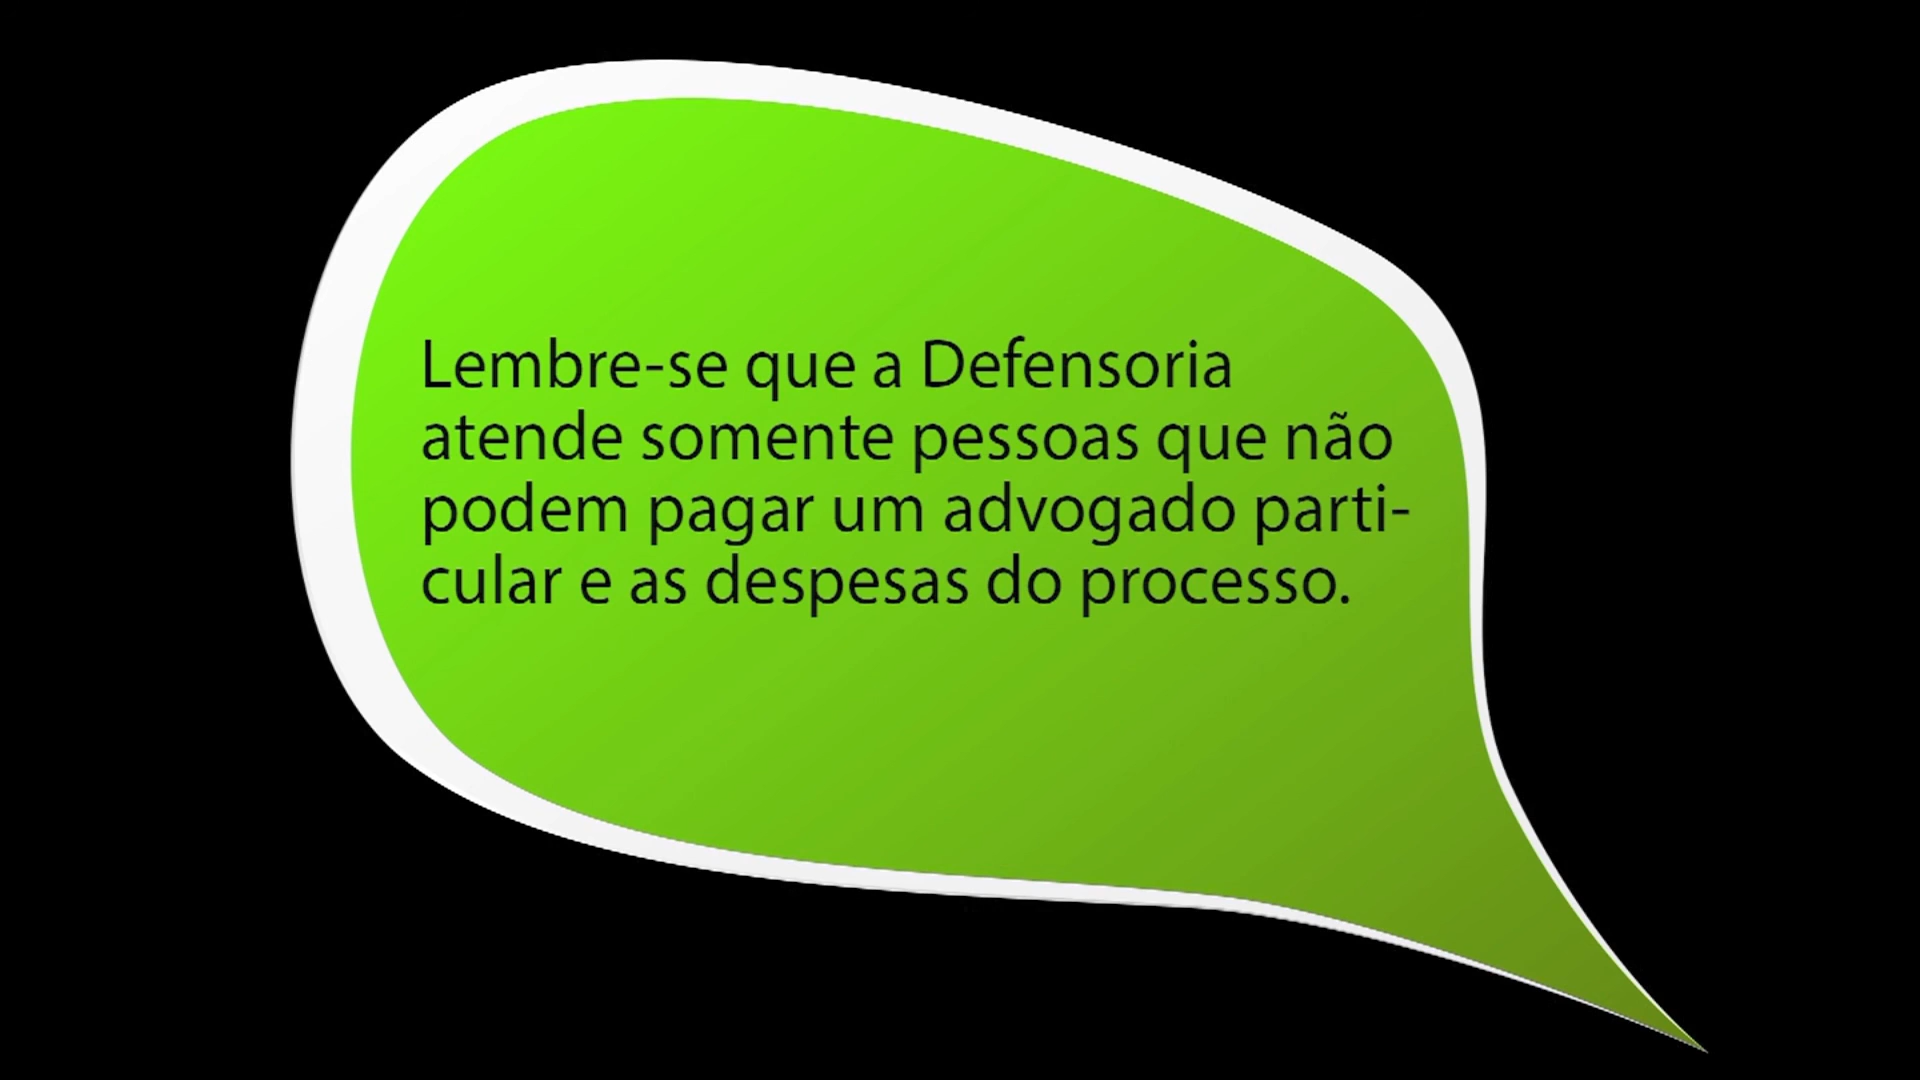 Lembre-se que a Defensoria
atende somente pessoas que não
podem pagar um advogado parti-
cular e as despesas do processo.